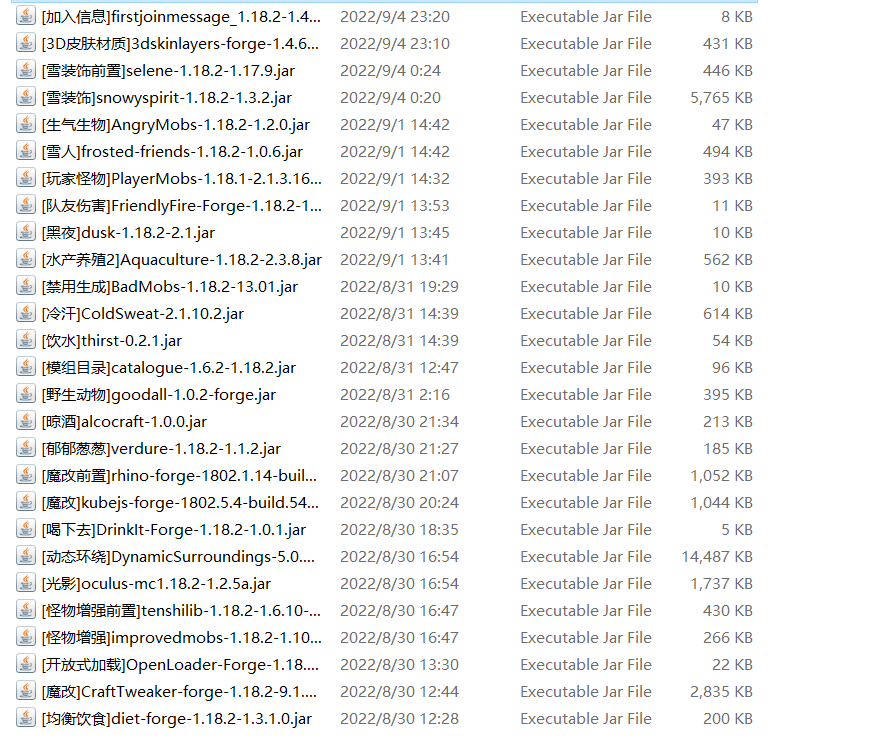 [加入信息]firstjoinmessage_1.18.2-1.4... 2022/9/4 23:20 Executable Jar File 8 KB
[3D皮肤材质]3dskinlayers-forge-1.4.6... 2022/9/4 23:10 Executable Jar File 431 KB
[雪装饰前置]selene-1.18.2-1.17.9.jar 2022/9/4 0:24 Executable Jar File 446 KB
[雪装饰]snowyspirit-1.18.2-1.3.2.jar 2022/9/4 0:20 Executable Jar File 5,765 KB
[生气生物]AngryMobs-1.18.2-1.2.0.jar 2022/9/1 14:42 Executable Jar File 47 KB
[雪人]frosted-friends-1.18.2-1.0.6.jar 2022/9/1 14:42 Executable Jar File 494 KB
[玩家怪物]PlayerMobs-1.18.1-2.1.3.16... 2022/9/1 14:32 Executable Jar File 393 KB
[队友伤害]FriendlyFire-Forge-1.18.2-1... 2022/9/1 13:53 Executable Jar File 11 KB
[黑夜]dusk-1.18.2-2.1.jar 2022/9/1 13:45 Executable Jar File 10 KB
[水产养殖2]Aquaculture-1.18.2-2.3.8.jar 2022/9/1 13:41 Executable Jar File 562 KB
[禁用生成]BadMobs-1.18.2-13.01.jar 2022/8/31 19:29 Executable Jar File 10 KB
[冷汗]ColdSweat-2.1.10.2.jar 2022/8/31 14:39 Executable Jar File 614 KB
[饮水]thirst-0.2.1.jar 2022/8/31 14:39 Executable Jar File 54 KB
[模组目录]catalogue-1.6.2-1.18.2.jar 2022/8/31 12:47 Executable Jar File 96 KB
[野生动物]goodall-1.0.2-forge.jar 2022/8/31 2:16 Executable Jar File 395 KB
[晾酒]alcocraft-1.0.0.jar 2022/8/30 21:34 Executable Jar File 213 KB
[郁郁葱葱]verdure-1.18.2-1.1.2.jar 2022/8/30 21:27 Executable Jar File 185 KB
[魔改前置]rhino-forge-1802.1.14-buil... 2022/8/30 21:07 Executable Jar File 1,052 KB
[魔改]kubejs-forge-1802.5.4-build.54... 2022/8/30 20:24 Executable Jar File 1,044 KB
[喝下去]DrinkIt-Forge-1.18.2-1.0.1.jar 2022/8/30 18:35 Executable Jar File 5 KB
[动态环绕]DynamicSurroundings-5.0.... 2022/8/30 16:54 Executable Jar File 14,487 KB
[光影]oculus-mc1.18.2-1.2.5a.jar 2022/8/30 16:54 Executable Jar File 1,737 KB
[怪物增强前置]tenshilib-1.18.2-1.6.10-... 2022/8/30 16:47 Executable Jar File 430 KB
[怪物增强]improvedmobs-1.18.2-1.10... 2022/8/30 16:47 Executable Jar File 266 KB
[开放式加载]OpenLoader-Forge-1.18.... 2022/8/30 13:30 Executable Jar File 22 KB
[魔改]CraftTweaker-forge-1.18.2-9.1.... 2022/8/30 12:44 Executable Jar File 2,835 KB
[均衡饮食]diet-forge-1.18.2-1.3.1.0.jar 2022/8/30 12:28 Executable Jar File 200 KB